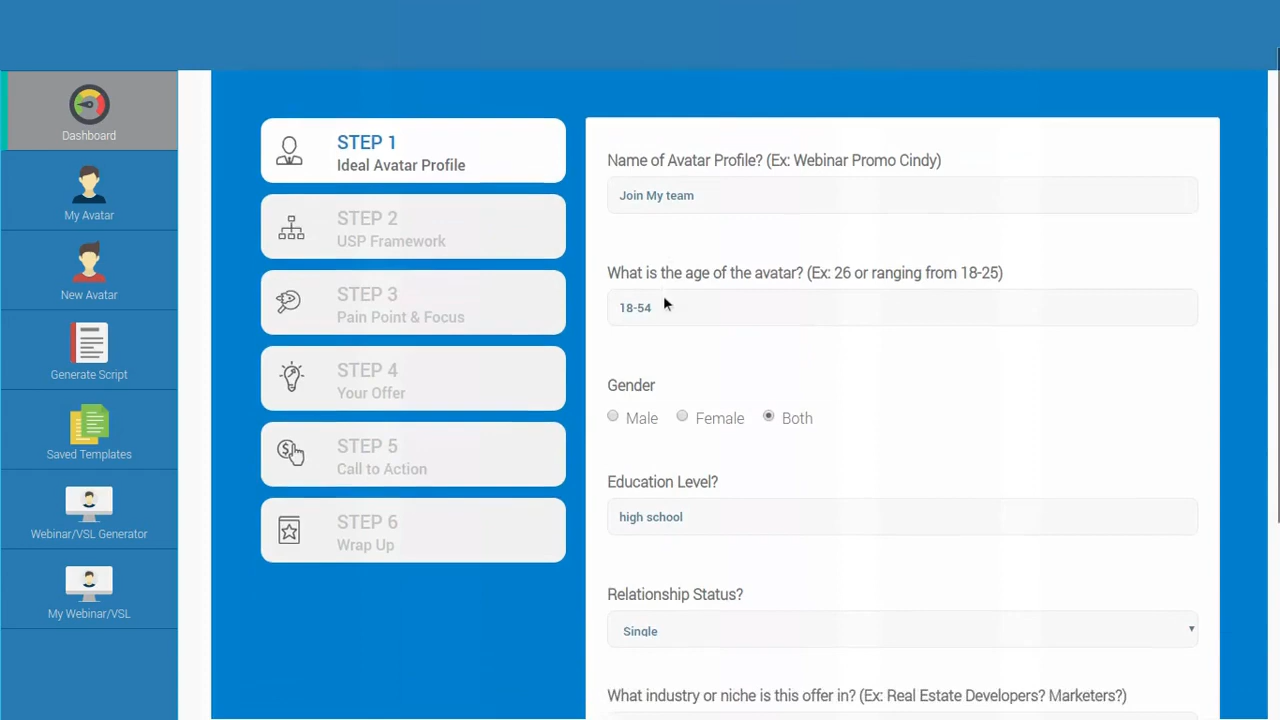 Dashboard
My Avatar
New Avatar
Generate Script
Saved Templates
Webinar/VSL Generator
My Webinar/VSL
STEP 1
Ideal Avatar Profile
STEP 2
USP Framework
STEP 3
Pain Point & Focus
STEP 4
Your Offer
STEP 5
Call to Action
STEP 6
Wrap Up
Name of Avatar Profile? (Ex: Webinar Promo Cindy)
Join My team
What is the age of the avatar? (Ex: 26 or ranging from 18-25)
18-54
Gender
Male Female Both
Education Level?
high school
Relationship Status?
Single
What industry or niche is this offer in? (Ex: Real Estate Developers? Marketers?)